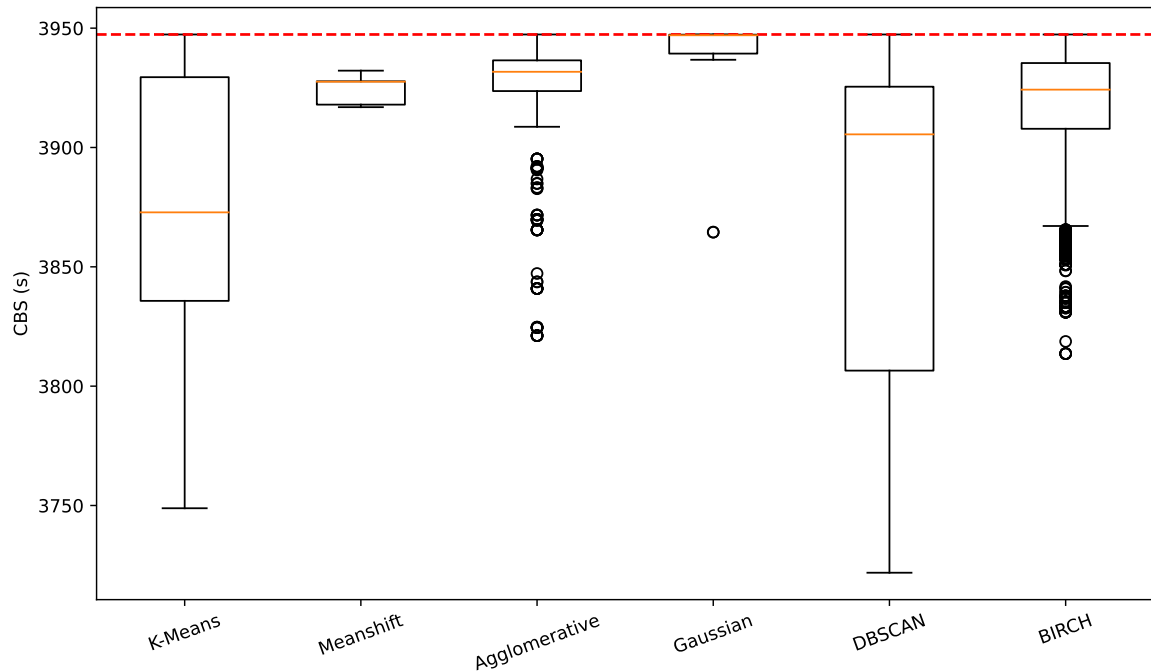 CBS (s)
3950
3900
3850
3800
3750
K-Means
Meanshift
Agglomerative
Gaussian
DBSCAN
BIRCH